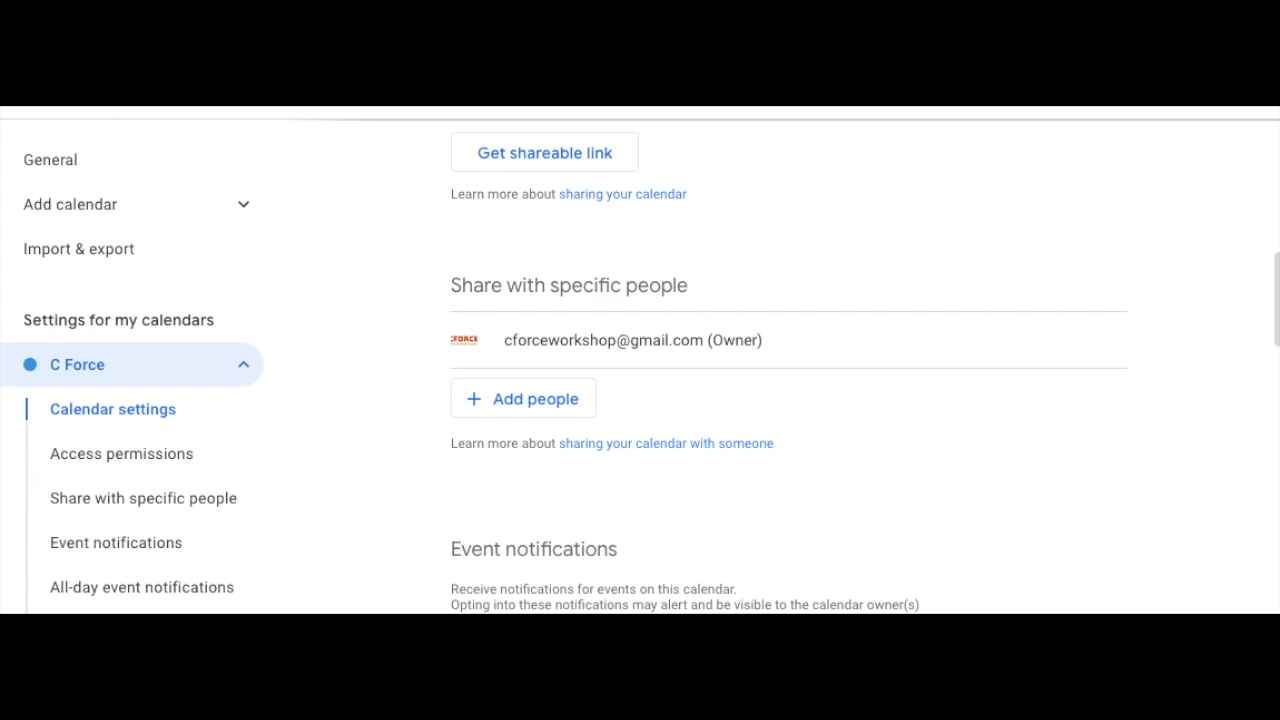 General
Add calendar
Import & export
Settings for my calendars
C Force
Calendar settings
Access permissions
Share with specific people
Event notifications
All-day event notifications
Get shareable link
Learn more about sharing your calendar
Share with specific people
CFORCE
cforceworkshop@gmail.com (Owner)
+ Add people
Learn more about sharing your calendar with someone
Event notifications
Receive notifications for events on this calendar.
Opting into these notifications may alert and be visible to the calendar owner(s)